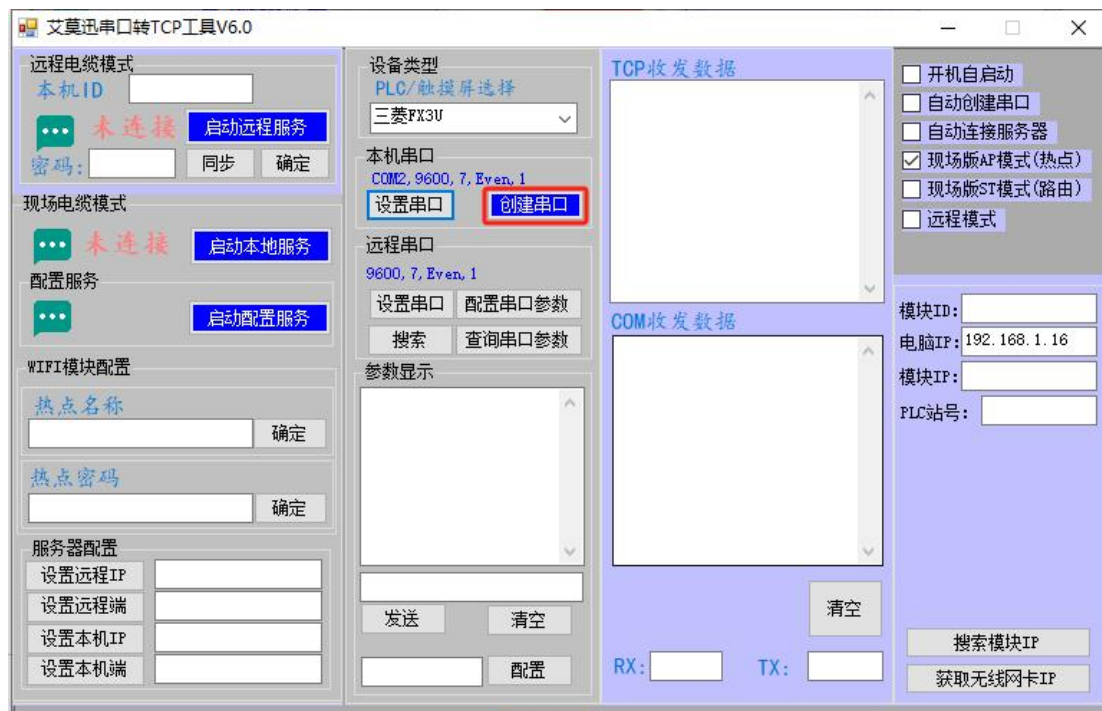 艾莫迅串口转TCP工具V6.0
远程电缆模式
本机ID
未连接
启动远程服务
密码:
同步
确定
现场电缆模式
未连接
启动本地服务
配置服务
启动配置服务
WIFI模块配置
热点名称
确定
热点密码
确定
服务器配置
设置远程IP
设置远程端
设置本机IP
设置本机端
设备类型
PLC/触摸屏选择
三菱FX3U
本机串口
COM2, 9600, 7, Even, 1
设置串口
创建串口
远程串口
9600, 7, Even, 1
设置串口
配置串口参数
搜索
查询串口参数
参数显示
发送
清空
配置
TCP收发数据
COM收发数据
清空
RX:
TX:
开机自启动
自动创建串口
自动连接服务器
现场版AP模式(热点)
现场版ST模式(路由)
远程模式
模块ID:
电脑IP: 192.168.1.16
模块IP:
PLC站号:
搜索模块IP
获取无线网卡IP